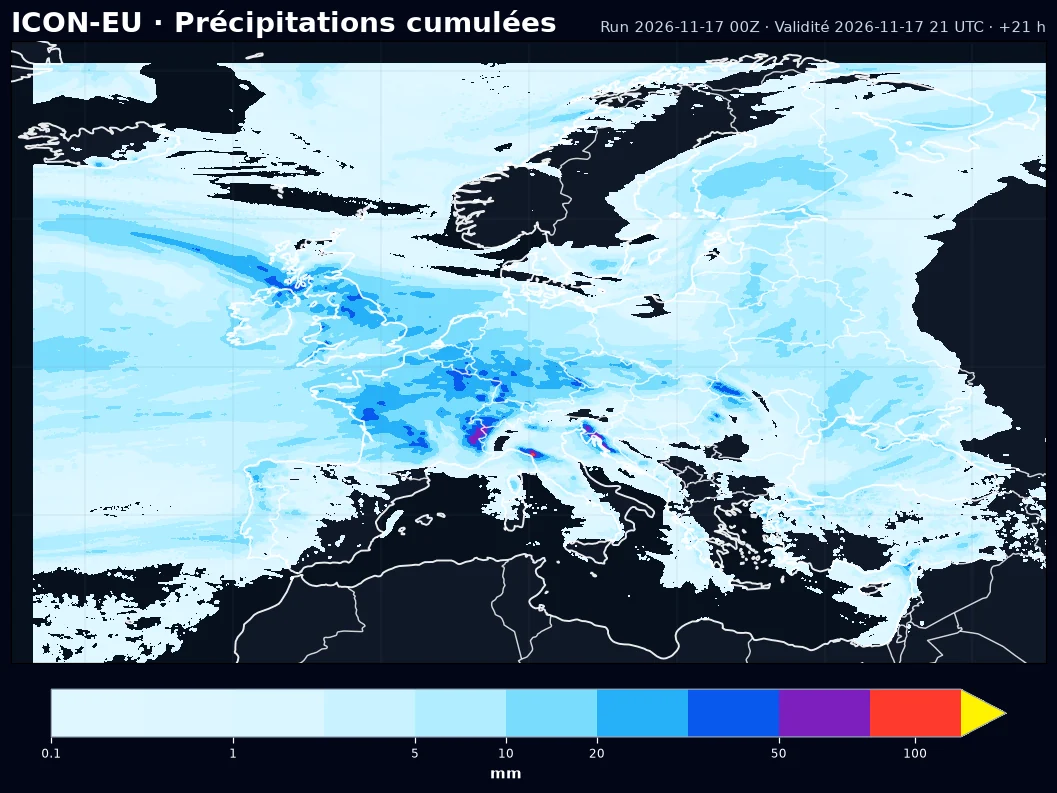 ICON-EU · Précipitations cumulées
Run 2026-11-17 00Z · Validité 2026-11-17 21 UTC · +21 h
0.1 1 5 10 20 50 100
mm